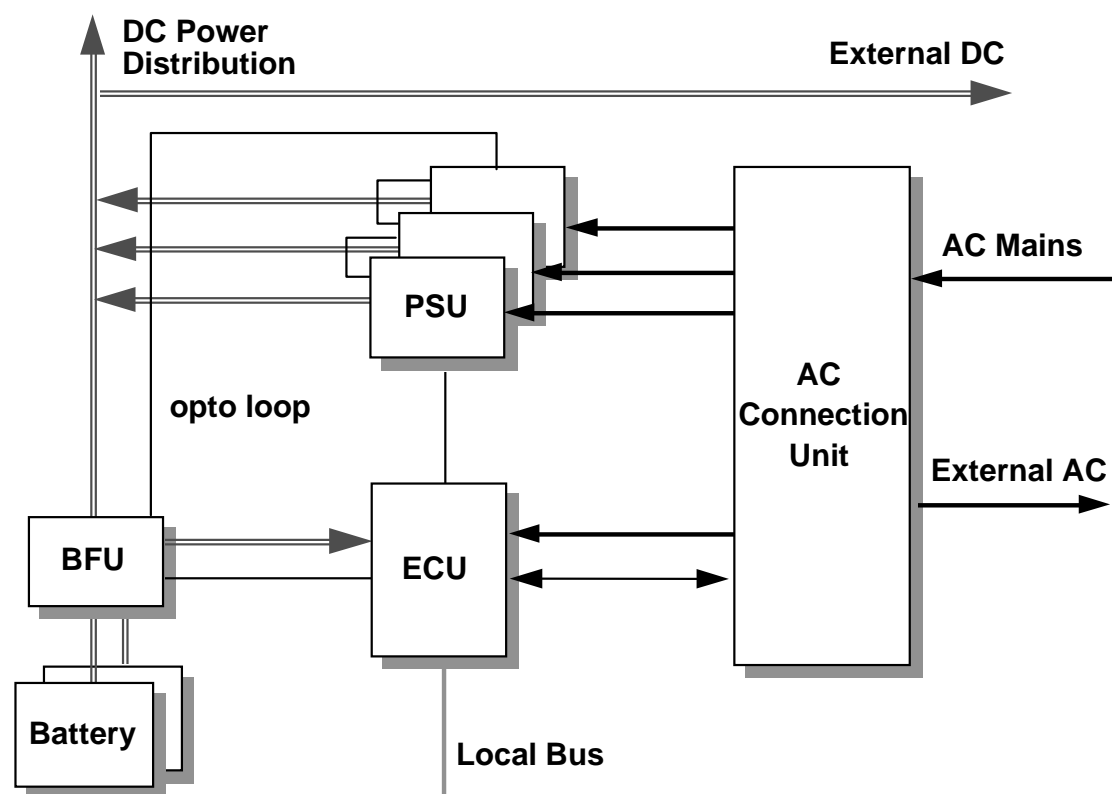 DC Power
Distribution
External DC
AC Mains
PSU
AC
Connection
Unit
opto loop
External AC
BFU
ECU
Battery
Local Bus